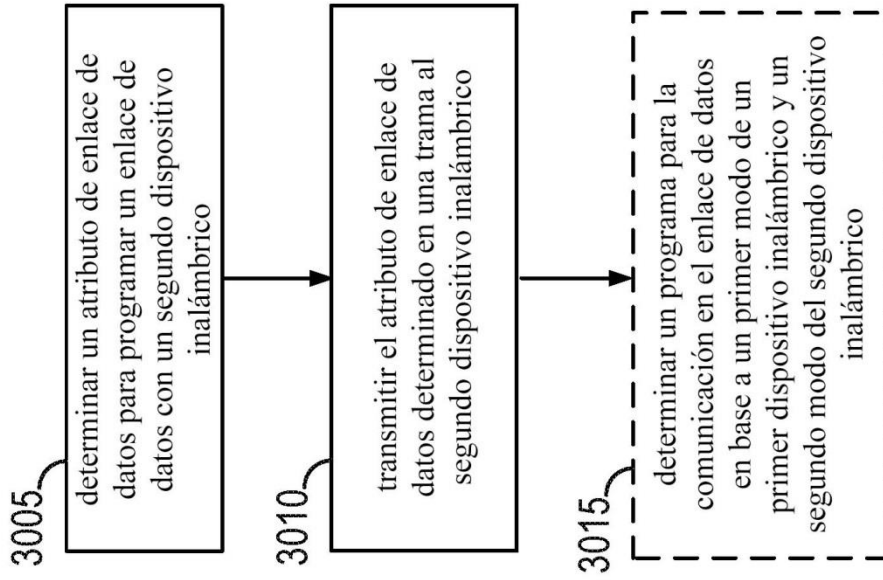 3005
determinar un atributo de enlace de
datos para programar un enlace de
datos con un segundo dispositivo
inalámbrico
3010
transmitir el atributo de enlace de
datos determinado en una trama al
segundo dispositivo inalámbrico
3015
determinar un programa para la
comunicación en el enlace de datos
en base a un primer modo de un
primer dispositivo inalámbrico y un
segundo modo del segundo dispositivo
inalámbrico